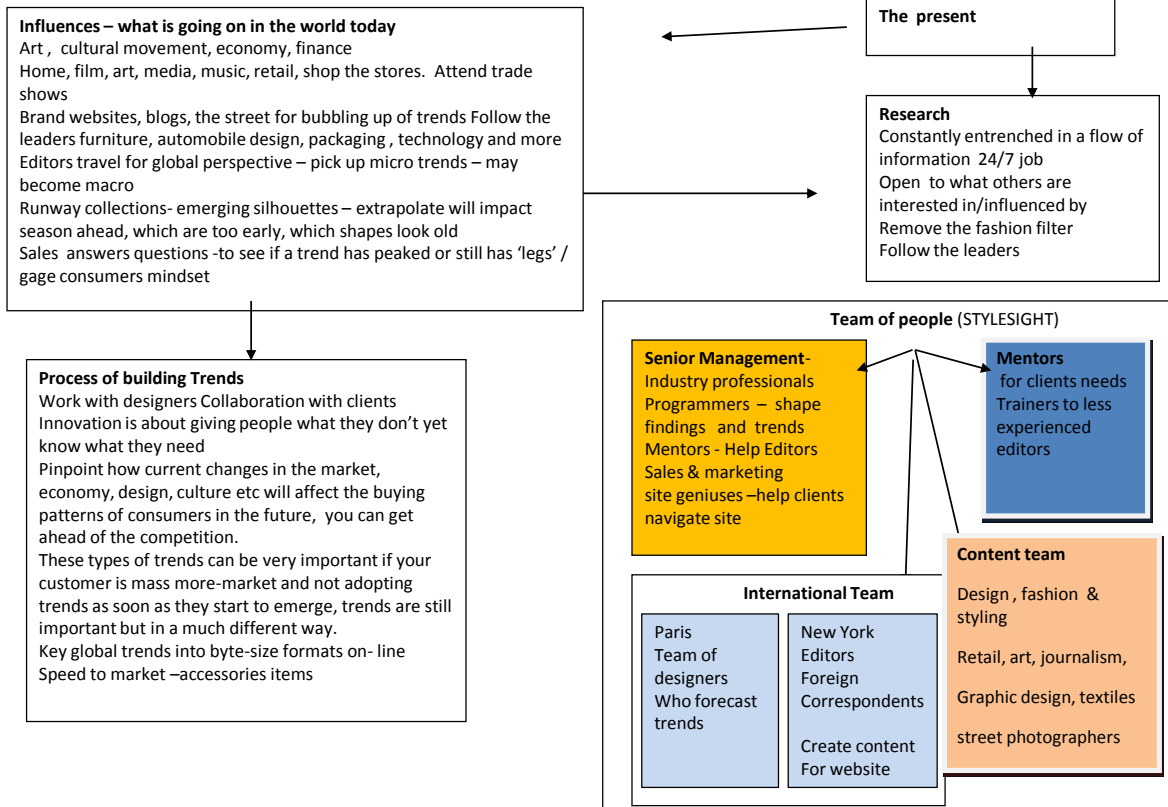 Influences – what is going on in the world today
Art , cultural movement, economy, finance
Home, film, art, media, music, retail, shop the stores. Attend trade
shows
Brand websites, blogs, the street for bubbling up of trends Follow the
leaders furniture, automobile design, packaging , technology and more
Editors travel for global perspective – pick up micro trends – may
become macro
Runway collections- emerging silhouettes – extrapolate will impact
season ahead, which are too early, which shapes look old
Sales answers questions -to see if a trend has peaked or still has ‘legs’ /
gage consumers mindset
The present
Research
Constantly entrenched in a flow of
information 24/7 job
Open to what others are
interested in/influenced by
Remove the fashion filter
Follow the leaders
Process of building Trends
Work with designers Collaboration with clients
Innovation is about giving people what they don’t yet
know what they need
Pinpoint how current changes in the market,
economy, design, culture etc will affect the buying
patterns of consumers in the future, you can get
ahead of the competition.
These types of trends can be very important if your
customer is mass more-market and not adopting
trends as soon as they start to emerge, trends are still
important but in a much different way.
Key global trends into byte-size formats on- line
Speed to market –accessories items
Team of people (STYLESIGHT)
Senior Management-
Industry professionals
Programmers – shape
findings and trends
Mentors - Help Editors
Sales & marketing
site geniuses –help clients
navigate site
Mentors
for clients needs
Trainers to less
experienced
editors
International Team
Paris
Team of
designers
Who forecast
trends
New York
Editors
Foreign
Correspondents
Create content
For website
Content team
Design , fashion &
styling
Retail, art, journalism,
Graphic design, textiles
street photographers